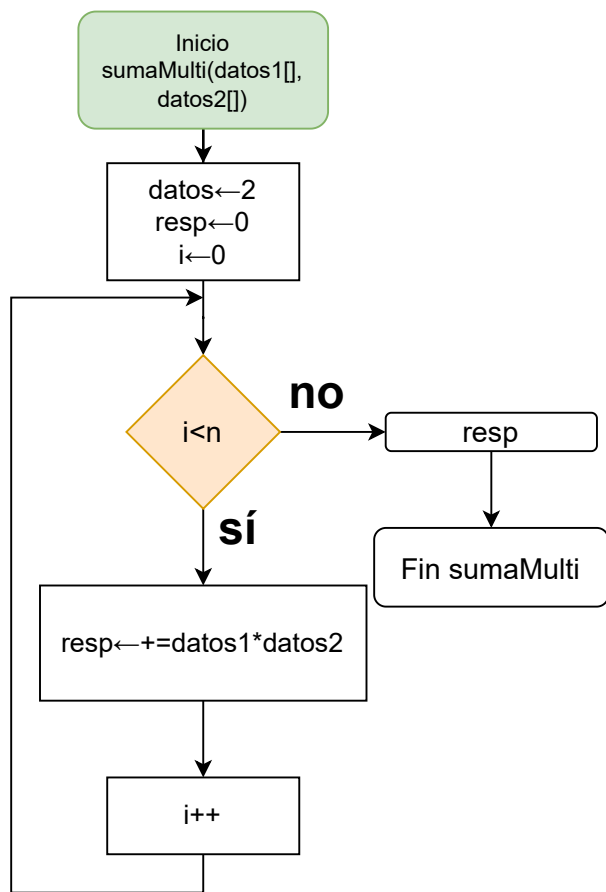 Inicio
sumaMulti(datos1[],
datos2[])
datos←2
resp←0
i←0
i<n
no
resp
sí
Fin sumaMulti
resp←+=datos1*datos2
i++